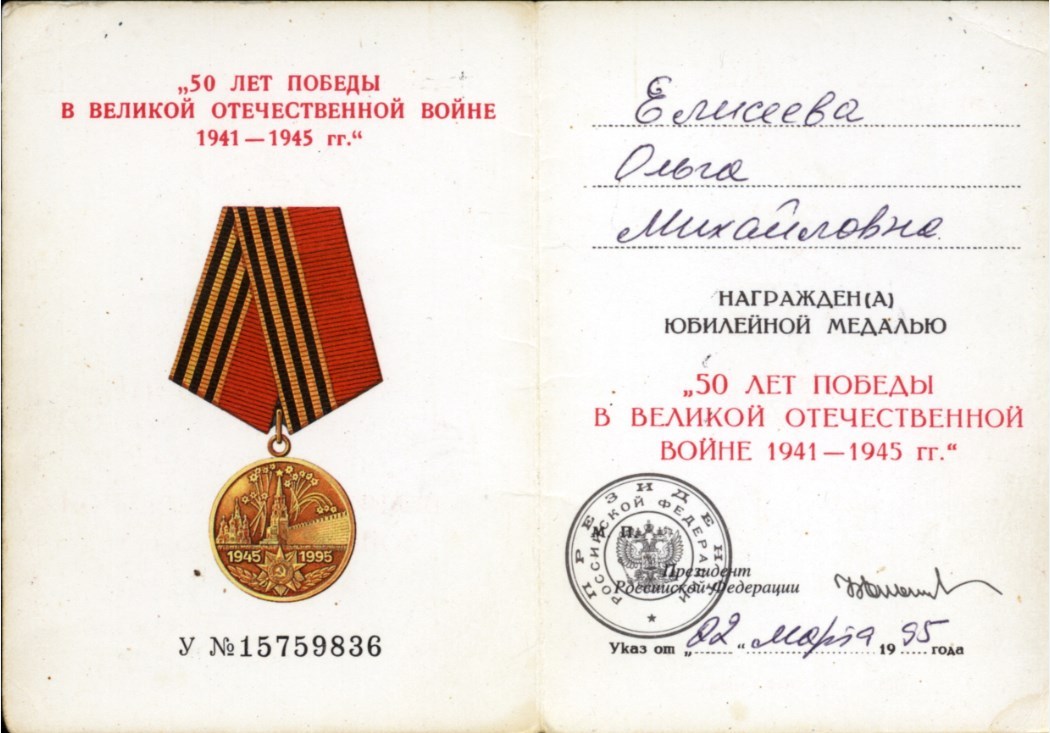 „50 ЛЕТ ПОБЕДЫ
В ВЕЛИКОЙ ОТЕЧЕСТВЕННОЙ ВОЙНЕ
1941—1945 гг.“
1945 1995
У №15759836
Елисеева
Ольга
Михайловна
НАГРАЖДЕН(А)
ЮБИЛЕЙНОЙ МЕДАЛЬЮ
„50 ЛЕТ ПОБЕДЫ
В ВЕЛИКОЙ ОТЕЧЕСТВЕННОЙ
ВОЙНЕ 1941—1945 гг.“
ПРЕЗИДЕНТ
РОССИЙСКОЙ ФЕДЕРАЦИИ
М. П.
Президент
Российской Федерации
Указ от „22“ марта 1995 года